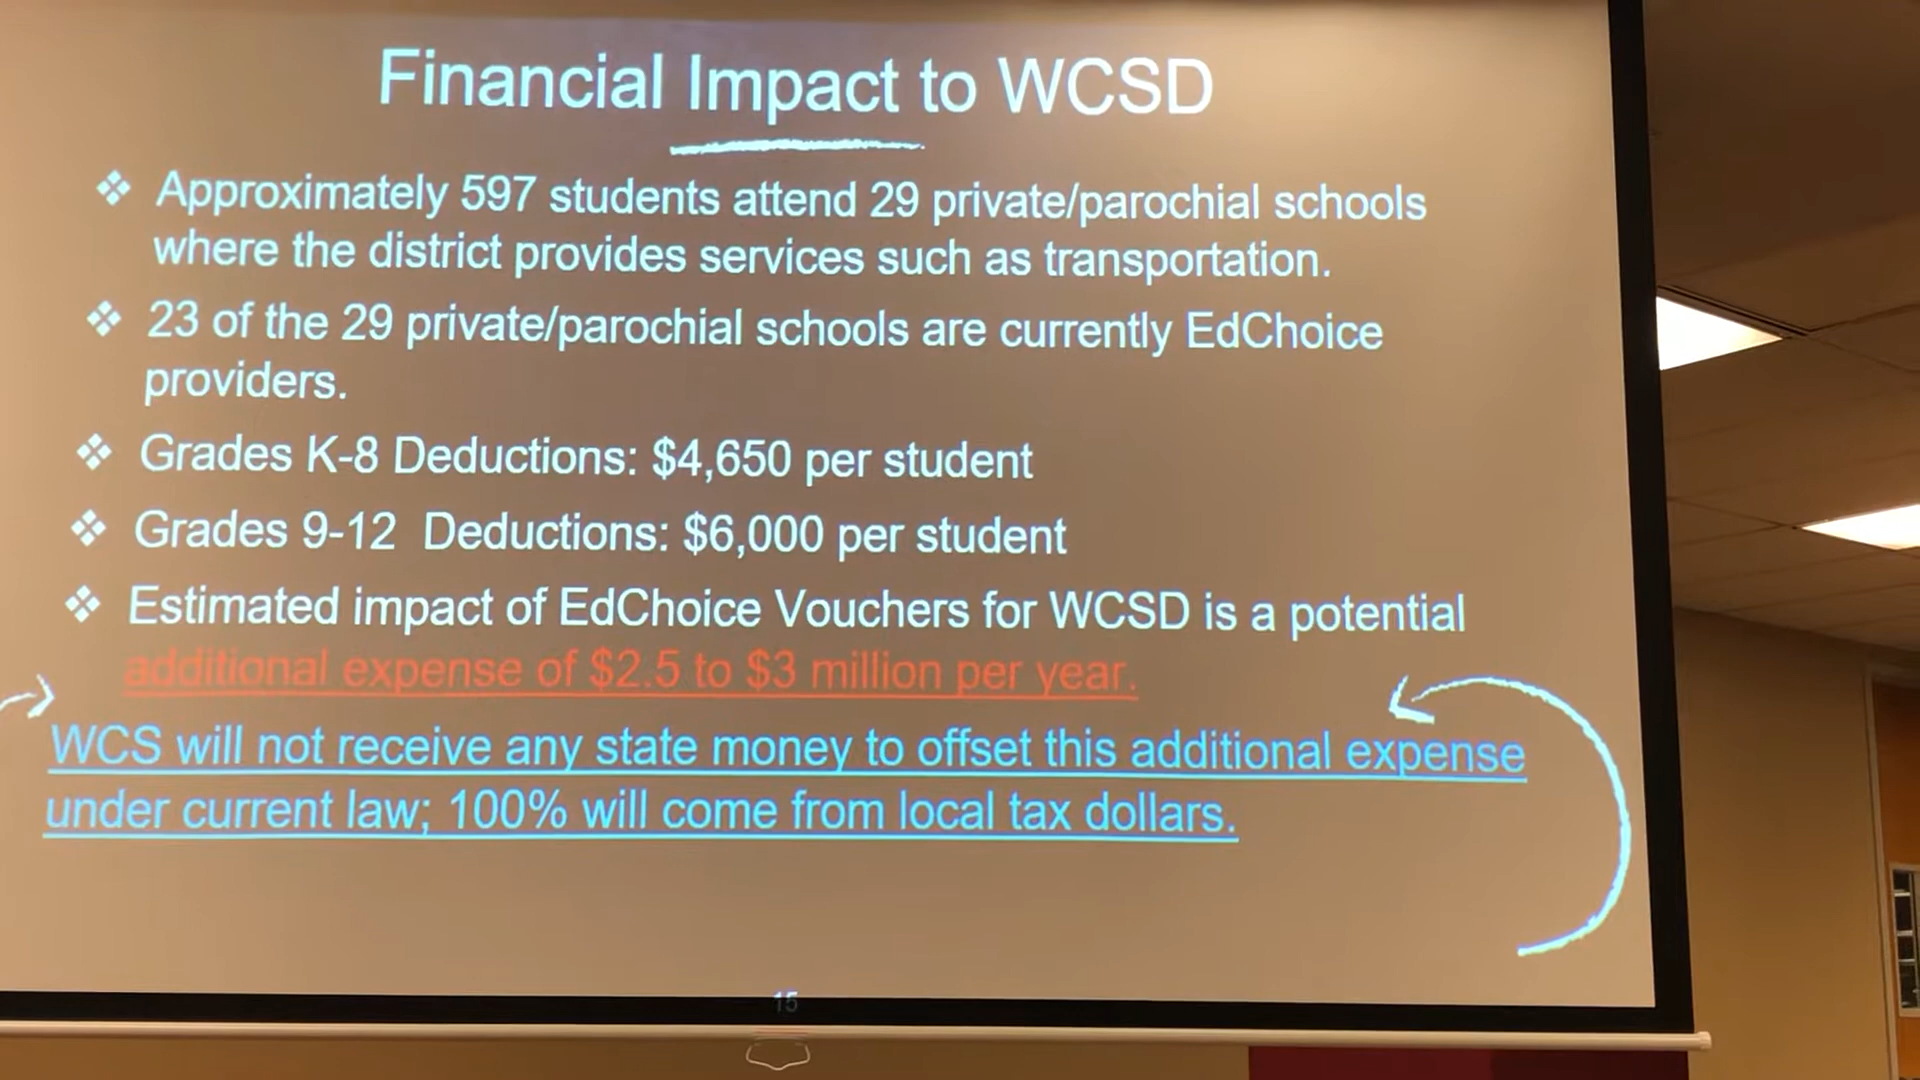 Financial Impact to WCSD
❖ Approximately 597 students attend 29 private/parochial schools
where the district provides services such as transportation.
❖ 23 of the 29 private/parochial schools are currently EdChoice
providers.
❖ Grades K-8 Deductions: $4,650 per student
❖ Grades 9-12  Deductions: $6,000 per student
❖ Estimated impact of EdChoice Vouchers for WCSD is a potential
additional expense of $2.5 to $3 million per year.
WCS will not receive any state money to offset this additional expense
under current law; 100% will come from local tax dollars.
15